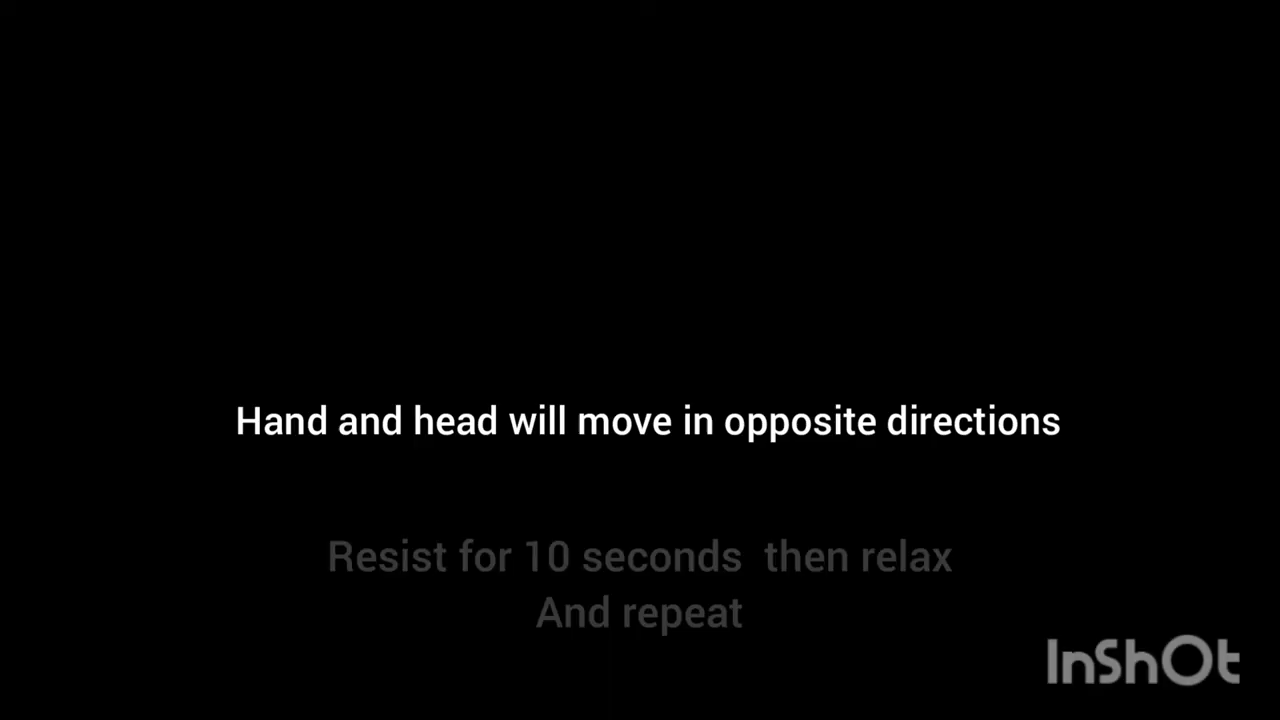 Hand and head will move in opposite directions
Resist for 10 seconds  then relax
And repeat
InShOt